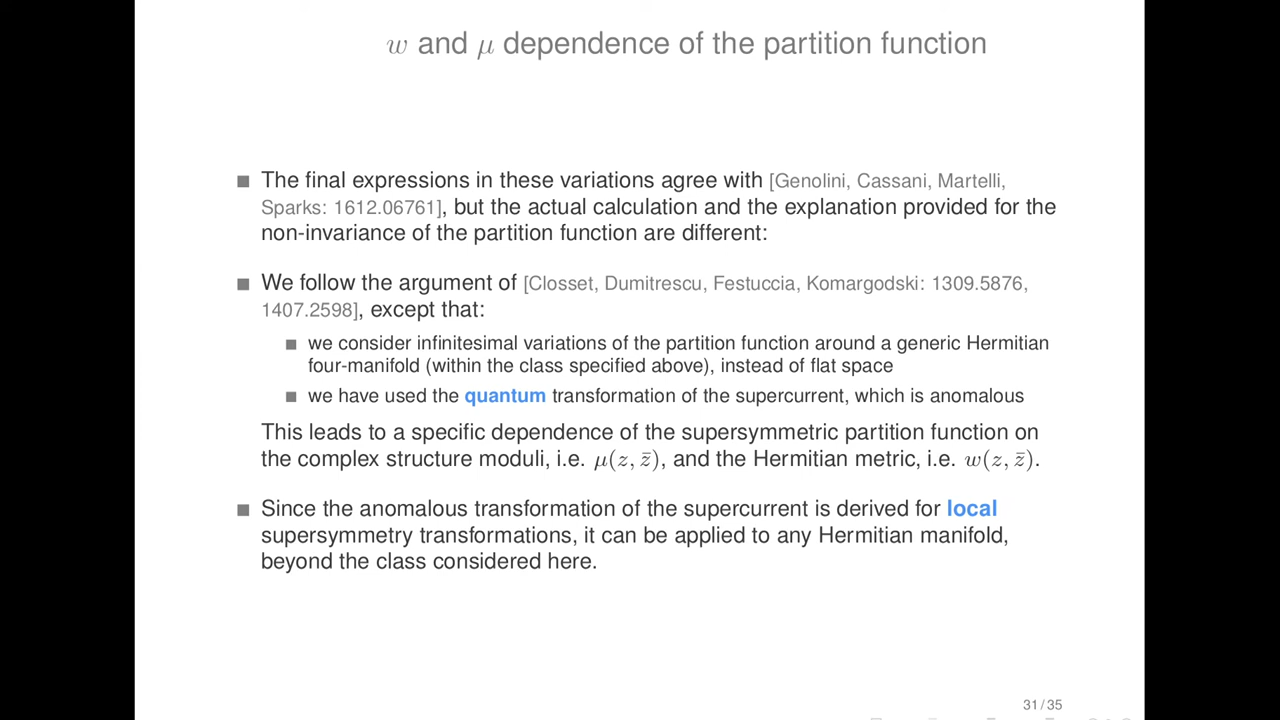 w and μ dependence of the partition function
■ The final expressions in these variations agree with [Genolini, Cassani, Martelli,
Sparks: 1612.06761], but the actual calculation and the explanation provided for the
non-invariance of the partition function are different:
■ We follow the argument of [Closset, Dumitrescu, Festuccia, Komargodski: 1309.5876,
1407.2598], except that:
■ we consider infinitesimal variations of the partition function around a generic Hermitian
four-manifold (within the class specified above), instead of flat space
■ we have used the quantum transformation of the supercurrent, which is anomalous
This leads to a specific dependence of the supersymmetric partition function on
the complex structure moduli, i.e. μ(z, z̄), and the Hermitian metric, i.e. w(z, z̄).
■ Since the anomalous transformation of the supercurrent is derived for local
supersymmetry transformations, it can be applied to any Hermitian manifold,
beyond the class considered here.
31 / 35